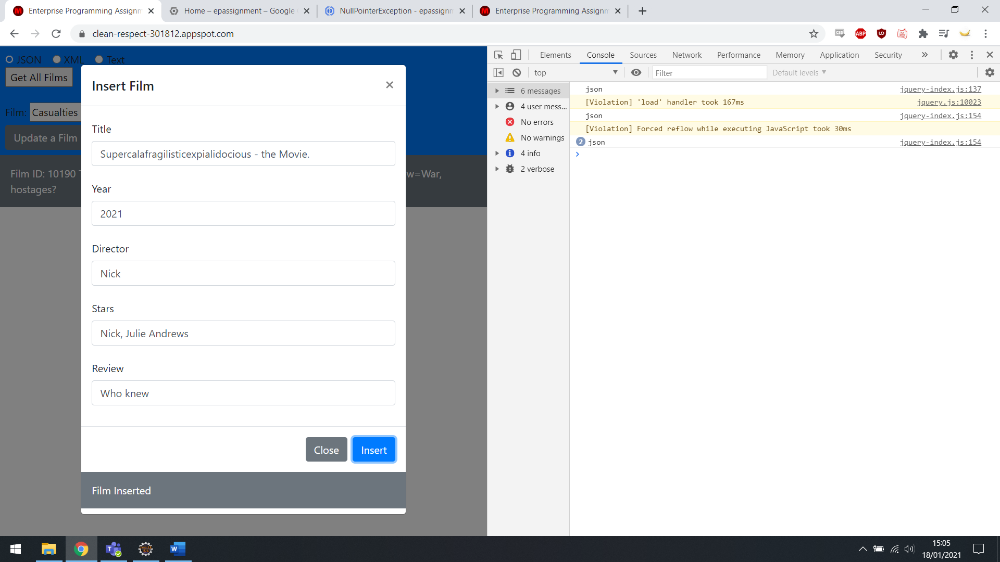 Enterprise Programming Assignm
Home – epassignment – Google
NullPointerException - epassignm
Enterprise Programming Assignm
clean-respect-301812.appspot.com
CSS
ABP
JSON XML Text
Get All Films
Film: Casualties
Update a Film
Film ID: 10190
w=War,
hostages?
Insert Film
×
Title
Supercalafragilisticexpialidocious - the Movie.
Year
2021
Director
Nick
Stars
Nick, Julie Andrews
Review
Who knew
Close Insert
Film Inserted
Elements Console Sources Network Performance Memory Application Security »
top Filter Default levels
6 messages
4 user mess...
No errors
No warnings
4 info
2 verbose
json jquery-index.js:137
[Violation] 'load' handler took 167ms jquery.js:10023
json jquery-index.js:154
[Violation] Forced reflow while executing JavaScript took 30ms
2 json jquery-index.js:154
15:05
18/01/2021